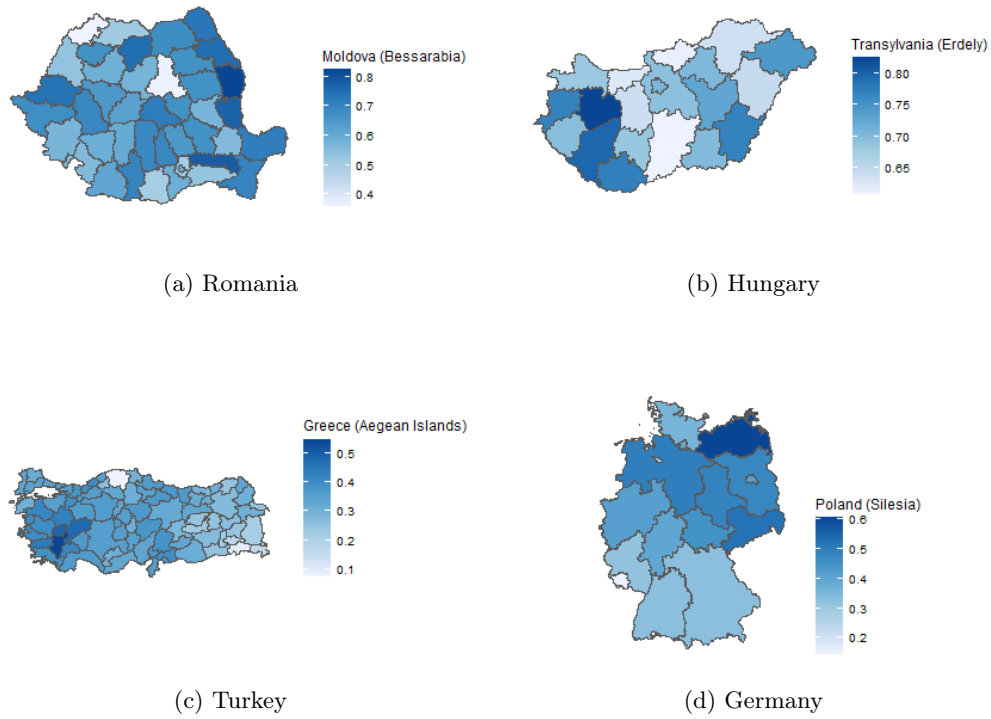 Moldova (Bessarabia)
0.8
0.7
0.6
0.5
0.4
(a) Romania
Transylvania (Erdely)
0.80
0.75
0.70
0.65
(b) Hungary
Greece (Aegean Islands)
0.5
0.4
0.3
0.2
0.1
(c) Turkey
Poland (Silesia)
0.6
0.5
0.4
0.3
0.2
(d) Germany